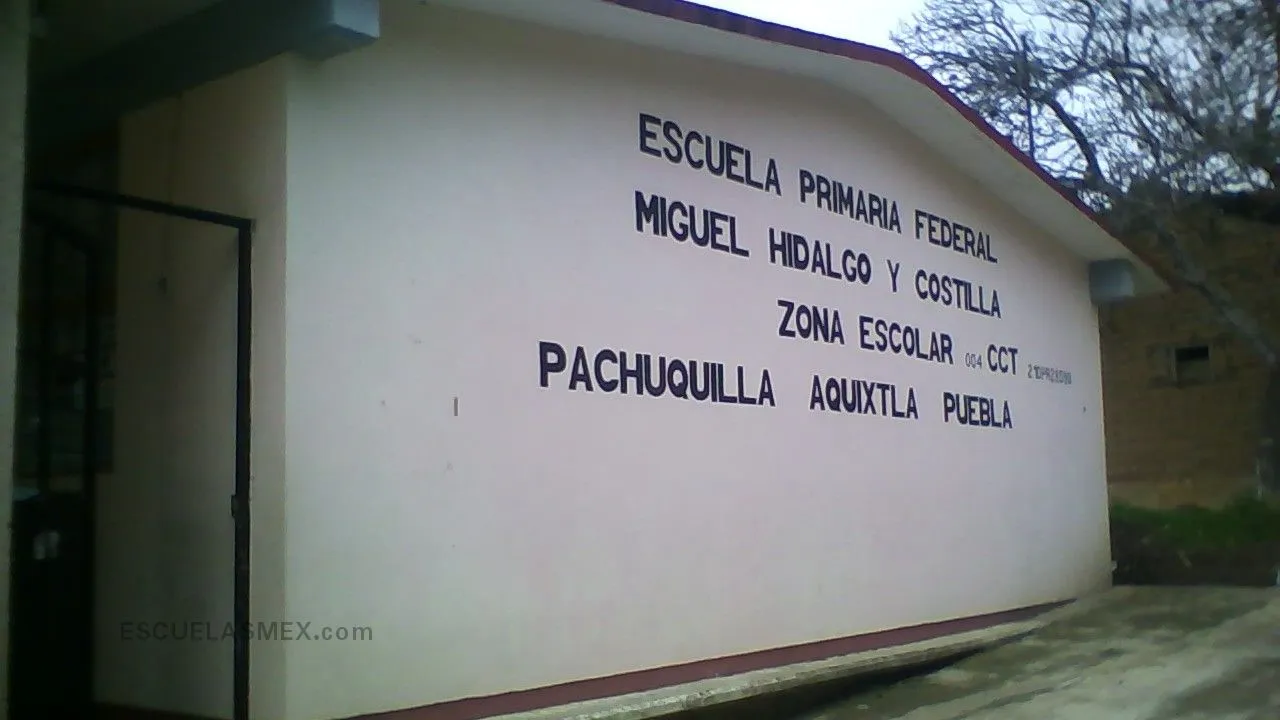 ESCUELA PRIMARIA FEDERAL
MIGUEL HIDALGO Y COSTILLA
ZONA ESCOLAR 004 CCT
PACHUQUILLA AQUIXTLA PUEBLA
ESCUELASMEX.com